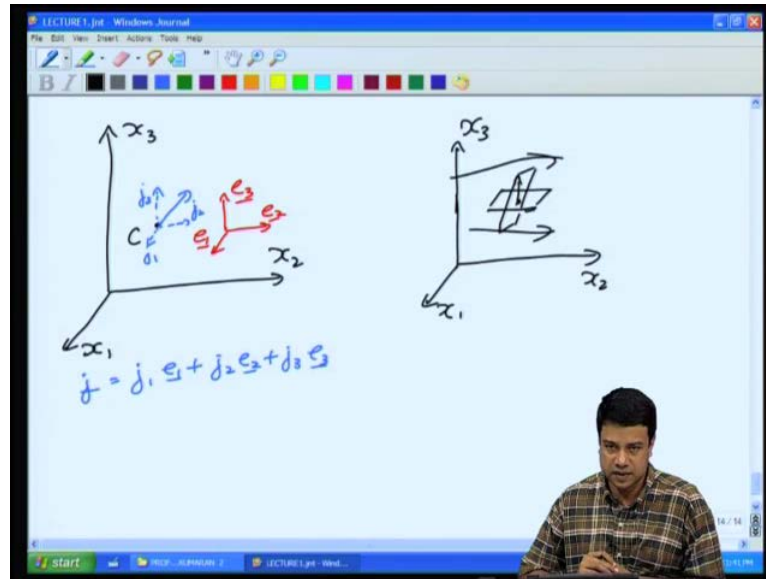 LECTURE1.jnt - Windows Journal
File Edit View Insert Actions Tools Help
B I
x₃
x₃
j₃
j₂
e₃
e₂
e₁
C
j₁
x₂
x₂
x₁
x₁
j = j₁ e₁ + j₂ e₂ + j₃ e₃
14 / 14
start
LECTURE1.jnt - Wind...